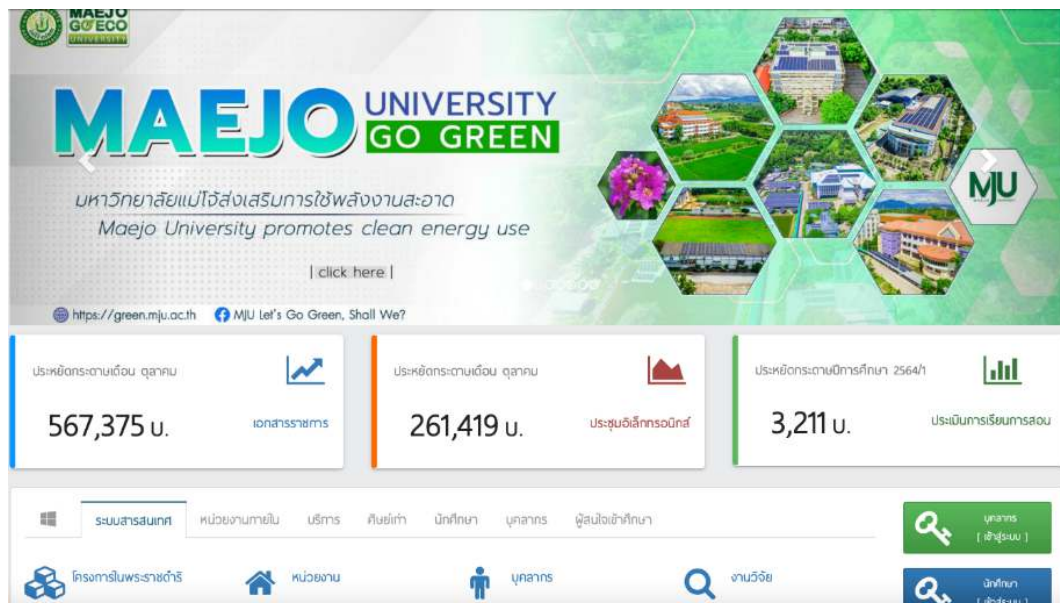 MAEJO
GO ECO
UNIVERSITY
MAEJO UNIVERSITY
GO GREEN
มหาวิทยาลัยแม่โจ้ส่งเสริมการใช้พลังงานสะอาด
Maejo University promotes clean energy use
| click here |
https://green.mju.ac.th MJU Let's Go Green, Shall We?
MJU
ประหยัดกระดาษเดือน ตุลาคม
567,375 บ.
เอกสารราชการ
ประหยัดกระดาษเดือน ตุลาคม
261,419 บ.
ประชุมอิเล็กทรอนิกส์
ประหยัดกระดาษปีการศึกษา 2564/1
3,211 บ.
ประเมินการเรียนการสอน
ระบบสารสนเทศ หน่วยงานภายใน บริการ ศิษย์เก่า นักศึกษา บุคลากร ผู้สนใจเข้าศึกษา
บุคลากร
[ เข้าสู่ระบบ ]
โครงการในพระราชดำริ หน่วยงาน บุคลากร งานวิจัย
นักศึกษา
[ เข้าสู่ระบบ ]